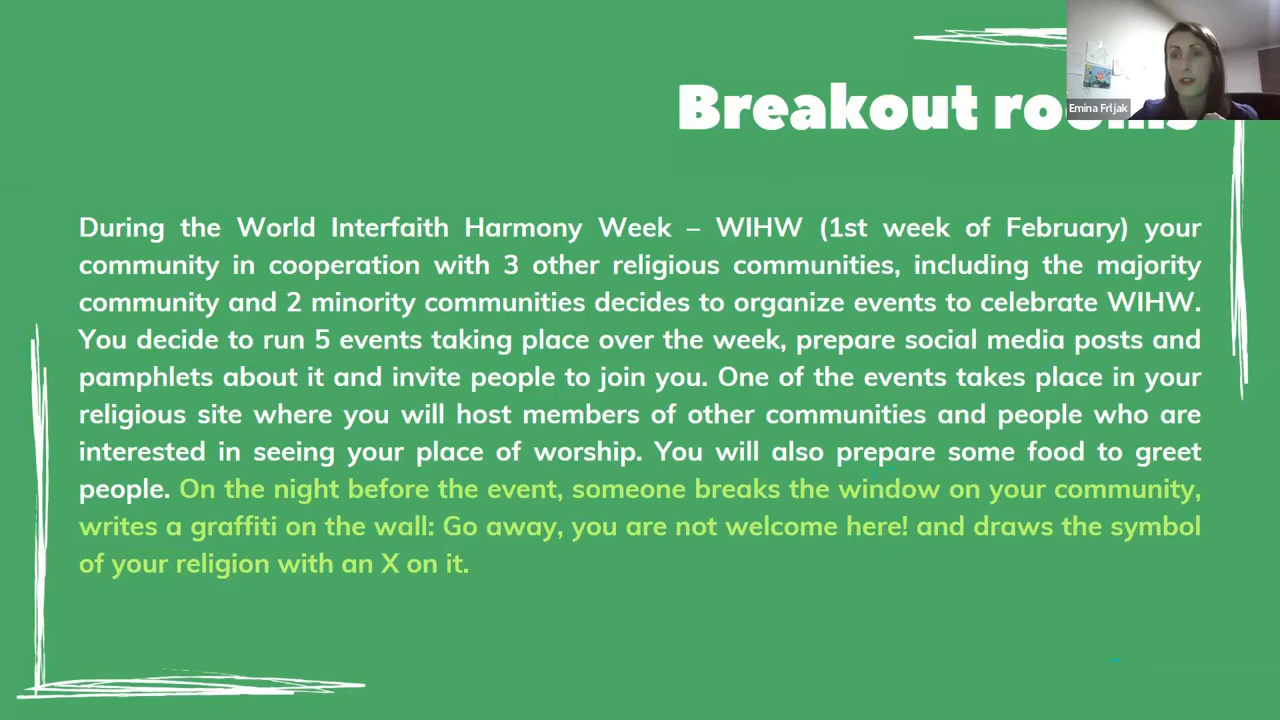 Breakout rooms
Emina Frljak
During the World Interfaith Harmony Week – WIHW (1st week of February) your
community in cooperation with 3 other religious communities, including the majority
community and 2 minority communities decides to organize events to celebrate WIHW.
You decide to run 5 events taking place over the week, prepare social media posts and
pamphlets about it and invite people to join you. One of the events takes place in your
religious site where you will host members of other communities and people who are
interested in seeing your place of worship. You will also prepare some food to greet
people. On the night before the event, someone breaks the window on your community,
writes a graffiti on the wall: Go away, you are not welcome here! and draws the symbol
of your religion with an X on it.